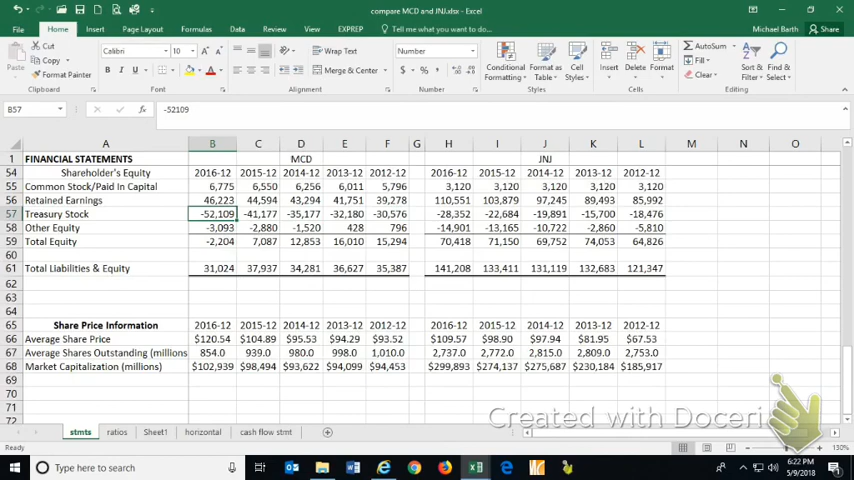 compare MCD and JNJ.xlsx - Excel
File Home Insert Page Layout Formulas Data Review View EXPREP Tell me what you want to do... Michael Barth Share
Cut Calibri 10 A A Wrap Text Number AutoSum
Copy Merge & Center $ % Fill
Paste Format Painter B I U Conditional Formatting Format as Table Cell Styles Insert Delete Format Clear Sort & Filter Find & Select
Clipboard Font Alignment Number Styles Cells Editing
B57 fx -52109
A B C D E F G H I J K L M N O
1 FINANCIAL STATEMENTS MCD JNJ
54 Shareholder's Equity 2016-12 2015-12 2014-12 2013-12 2012-12 2016-12 2015-12 2014-12 2013-12 2012-12
55 Common Stock/Paid In Capital 6,775 6,550 6,256 6,011 5,796 3,120 3,120 3,120 3,120 3,120
56 Retained Earnings 46,223 44,594 43,294 41,751 39,278 110,551 103,879 97,245 89,493 85,992
57 Treasury Stock -52,109 -41,177 -35,177 -32,180 -30,576 -28,352 -22,684 -19,891 -15,700 -18,476
58 Other Equity -3,093 -2,880 -1,520 428 796 -14,901 -13,165 -10,722 -2,860 -5,810
59 Total Equity -2,204 7,087 12,853 16,010 15,294 70,418 71,150 69,752 74,053 64,826
60
61 Total Liabilities & Equity 31,024 37,937 34,281 36,627 35,387 141,208 133,411 131,119 132,683 121,347
62
63
64
65 Share Price Information 2016-12 2015-12 2014-12 2013-12 2012-12 2016-12 2015-12 2014-12 2013-12 2012-12
66 Average Share Price $120.54 $104.89 $95.53 $94.29 $93.52 $109.57 $98.90 $97.94 $81.95 $67.53
67 Average Shares Outstanding (millions 854.0 939.0 980.0 998.0 1,010.0 2,737.0 2,772.0 2,815.0 2,809.0 2,753.0
68 Market Capitalization (millions) $102,939 $98,494 $93,622 $94,099 $94,453 $299,893 $274,137 $275,687 $230,184 $185,917
69
70
71
72
Created with Doceri
stmts ratios Sheet1 horizontal cash flow stmt
Ready 130%
Type here to search 6:22 PM
5/9/2018